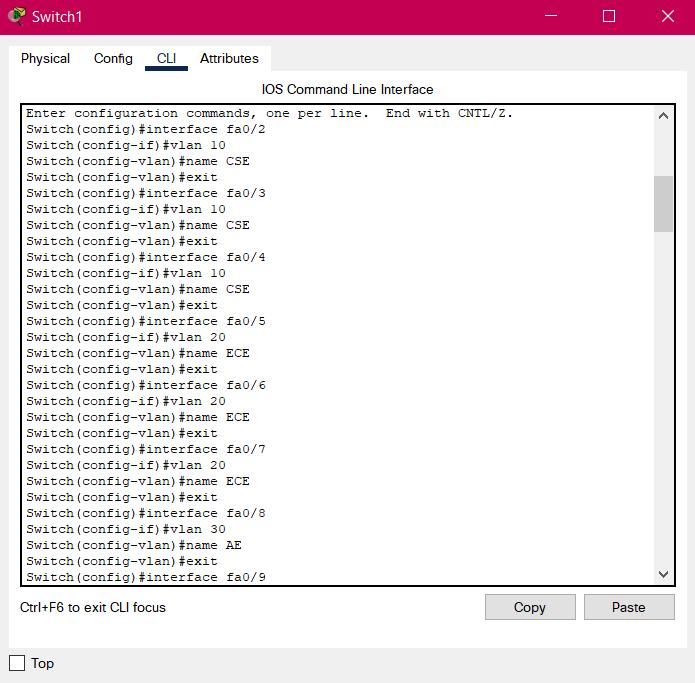 Switch1
Physical Config CLI Attributes
IOS Command Line Interface
Enter configuration commands, one per line.  End with CNTL/Z.
Switch(config)#interface fa0/2
Switch(config-if)#vlan 10
Switch(config-vlan)#name CSE
Switch(config-vlan)#exit
Switch(config)#interface fa0/3
Switch(config-if)#vlan 10
Switch(config-vlan)#name CSE
Switch(config-vlan)#exit
Switch(config)#interface fa0/4
Switch(config-if)#vlan 10
Switch(config-vlan)#name CSE
Switch(config-vlan)#exit
Switch(config)#interface fa0/5
Switch(config-if)#vlan 20
Switch(config-vlan)#name ECE
Switch(config-vlan)#exit
Switch(config)#interface fa0/6
Switch(config-if)#vlan 20
Switch(config-vlan)#name ECE
Switch(config-vlan)#exit
Switch(config)#interface fa0/7
Switch(config-if)#vlan 20
Switch(config-vlan)#name ECE
Switch(config-vlan)#exit
Switch(config)#interface fa0/8
Switch(config-if)#vlan 30
Switch(config-vlan)#name AE
Switch(config-vlan)#exit
Switch(config)#interface fa0/9
Ctrl+F6 to exit CLI focus
Copy Paste
Top